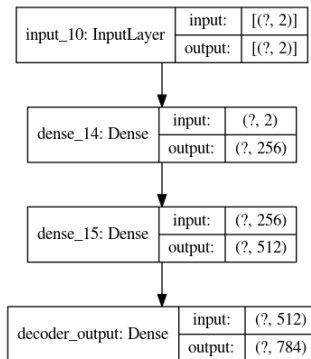 input_10: InputLayer
input: [(?, 2)]
output: [(?, 2)]
dense_14: Dense
input: (?, 2)
output: (?, 256)
dense_15: Dense
input: (?, 256)
output: (?, 512)
decoder_output: Dense
input: (?, 512)
output: (?, 784)